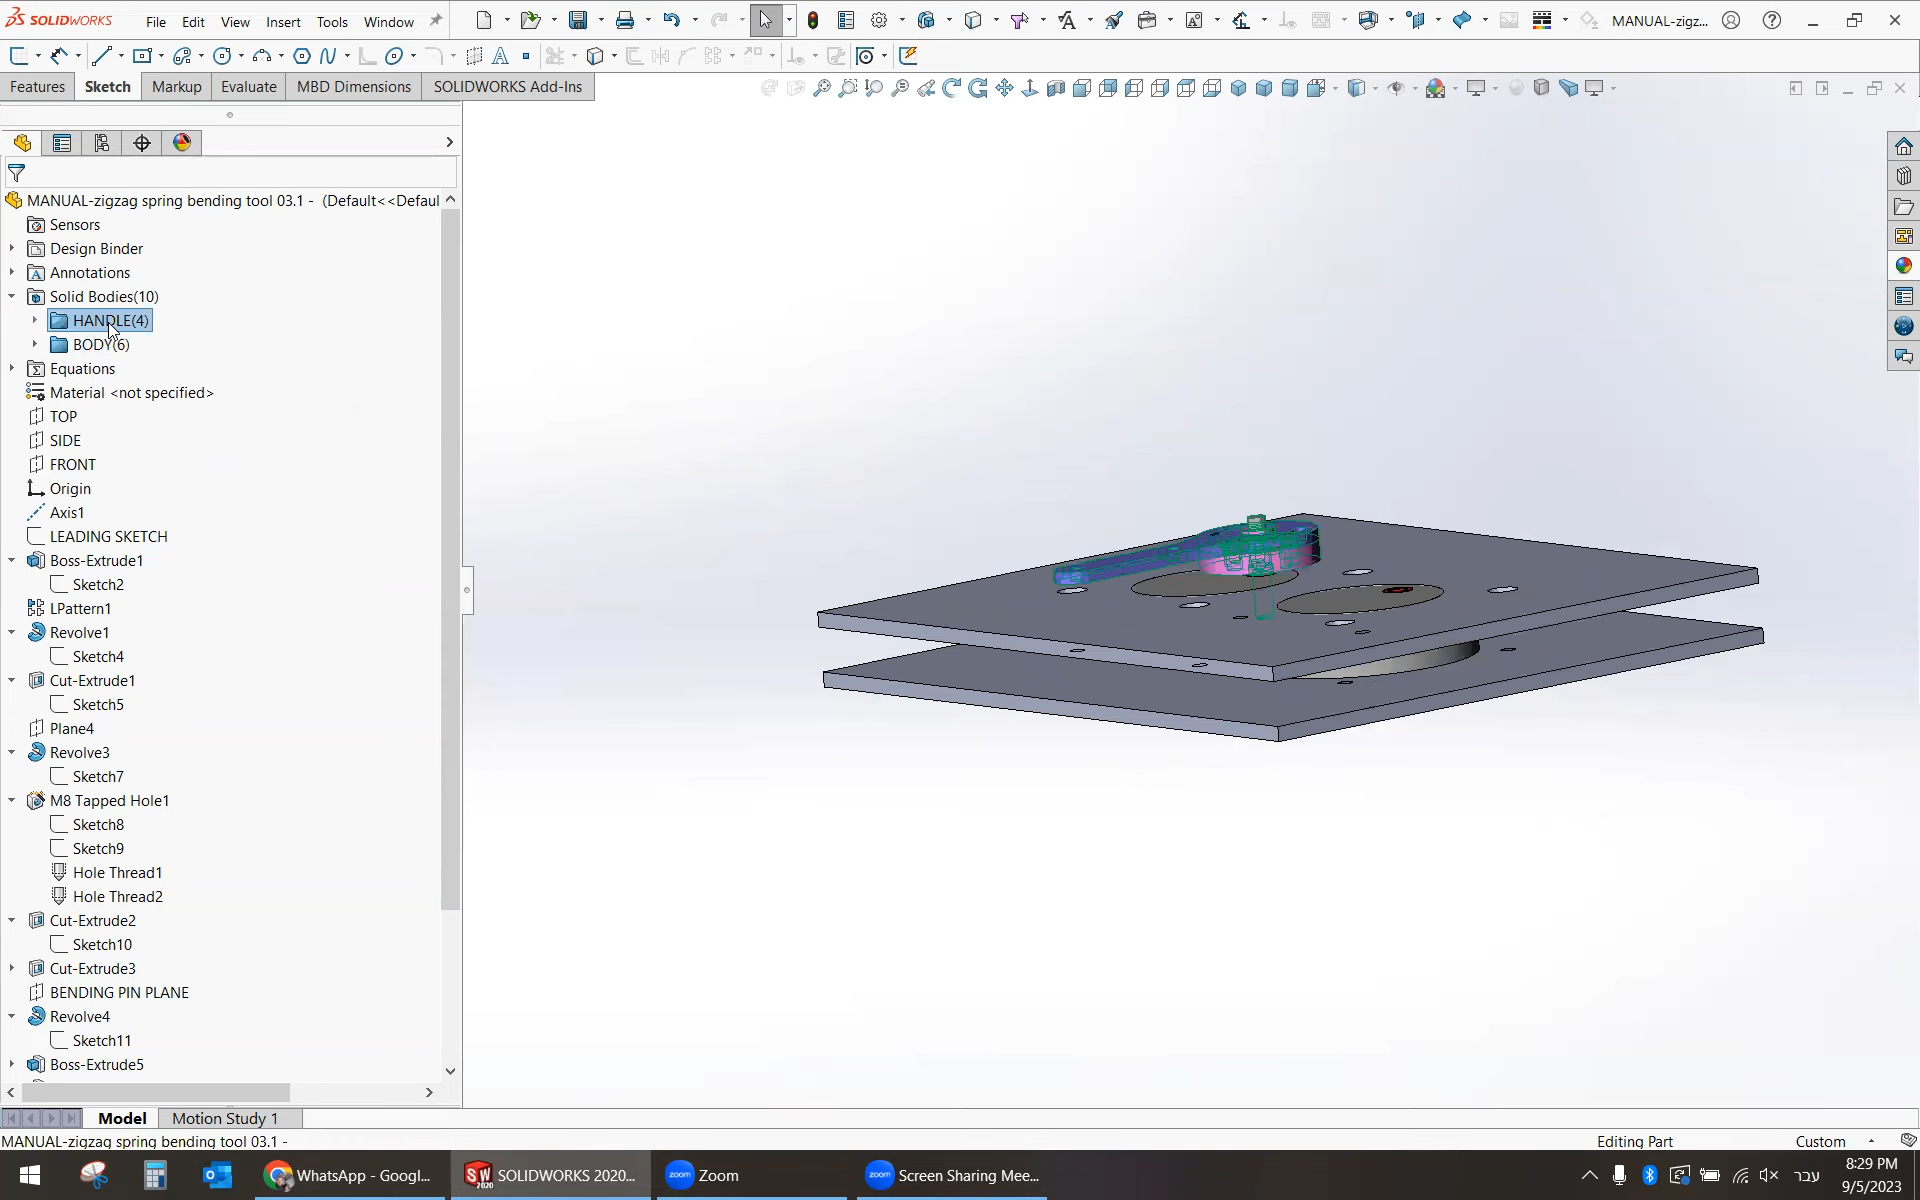 SOLIDWORKS File Edit View Insert Tools Window MANUAL-zigz...
Features Sketch Markup Evaluate MBD Dimensions SOLIDWORKS Add-Ins
MANUAL-zigzag spring bending tool 03.1 - (Default<<Defaul
Sensors
Design Binder
Annotations
Solid Bodies(10)
HANDLE(4)
BODY(6)
Equations
Material <not specified>
TOP
SIDE
FRONT
Origin
Axis1
LEADING SKETCH
Boss-Extrude1
Sketch2
LPattern1
Revolve1
Sketch4
Cut-Extrude1
Sketch5
Plane4
Revolve3
Sketch7
M8 Tapped Hole1
Sketch8
Sketch9
Hole Thread1
Hole Thread2
Cut-Extrude2
Sketch10
Cut-Extrude3
BENDING PIN PLANE
Revolve4
Sketch11
Boss-Extrude5
Model Motion Study 1
MANUAL-zigzag spring bending tool 03.1 - Editing Part Custom
WhatsApp - Googl... SOLIDWORKS 2020... Zoom Screen Sharing Mee... עבר 8:29 PM
9/5/2023